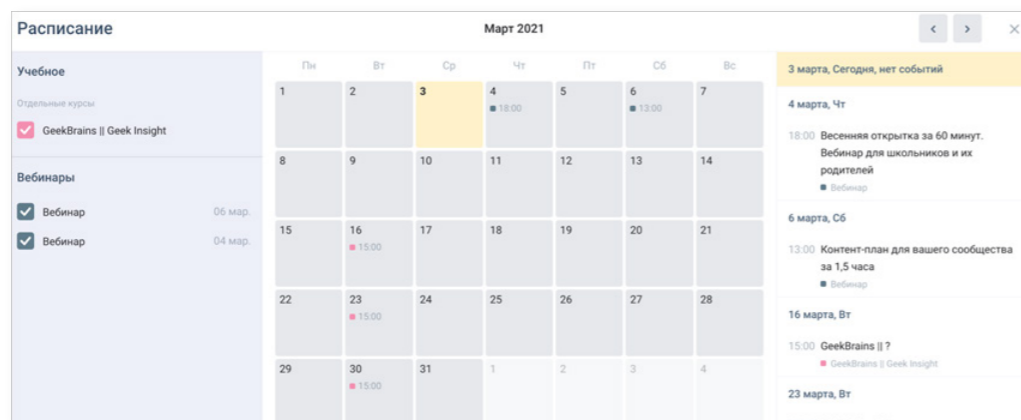 Расписание
Март 2021
Учебное
Отдельные курсы
GeekBrains || Geek Insight
Вебинары
Вебинар 06 мар.
Вебинар 04 мар.
Пн Вт Ср Чт Пт Сб Вс
1 2 3 4 5 6 7
18:00 13:00
8 9 10 11 12 13 14
15 16 17 18 19 20 21
15:00
22 23 24 25 26 27 28
15:00
29 30 31 1 2 3 4
15:00
3 марта, Сегодня, нет событий
4 марта, Чт
18:00 Весенняя открытка за 60 минут.
Вебинар для школьников и их
родителей
Вебинар
6 марта, Сб
13:00 Контент-план для вашего сообщества
за 1,5 часа
Вебинар
16 марта, Вт
15:00 GeekBrains || ?
GeekBrains || Geek Insight
23 марта, Вт